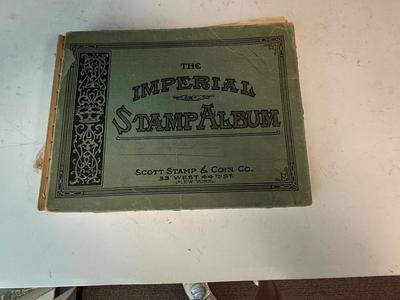 THE
IMPERIAL
STAMP ALBUM
SCOTT STAMP & COIN CO.
33 WEST 44TH ST.
NEW YORK.